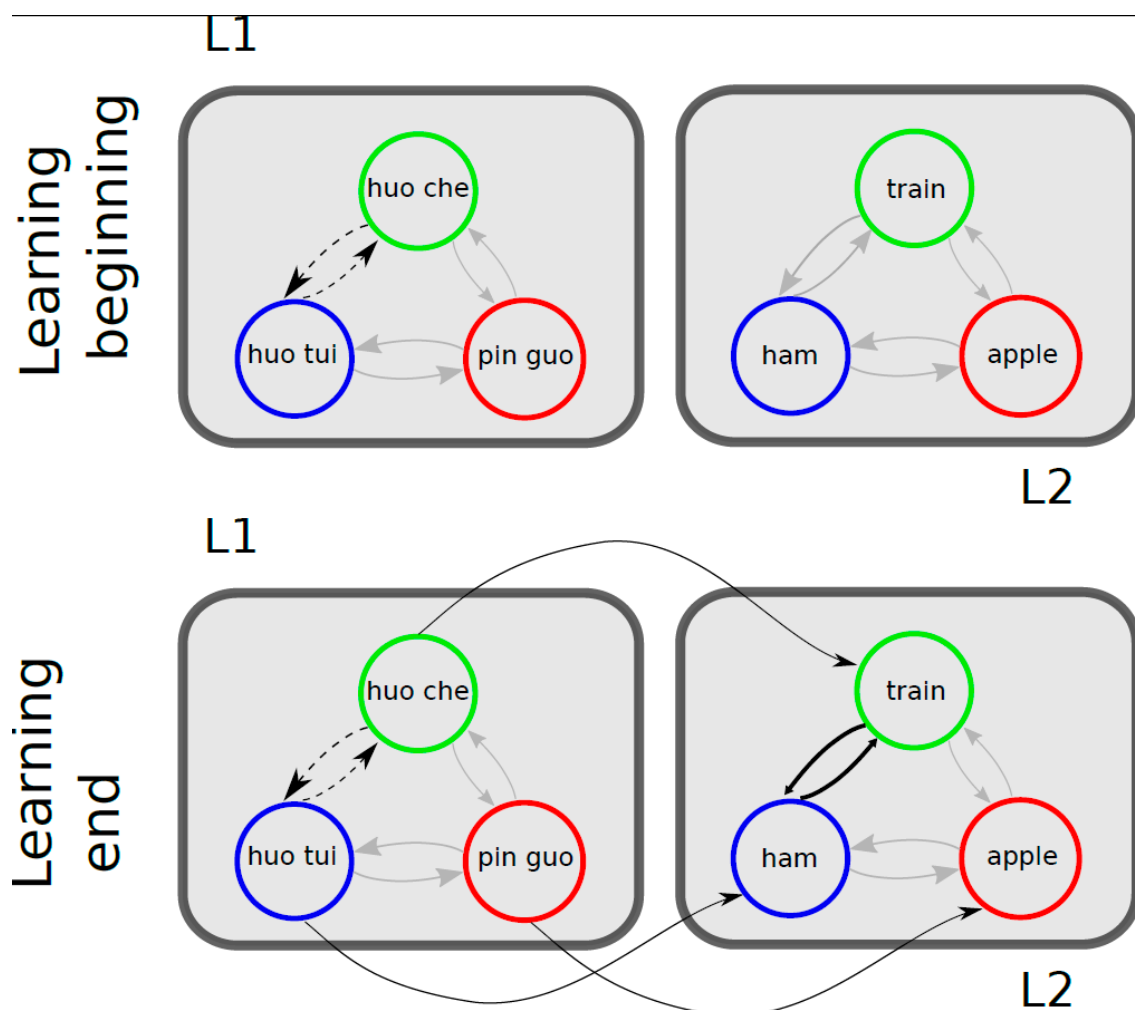 L1
Learning
beginning
huo che
huo tui
pin guo
train
ham
apple
L2
L1
Learning
end
huo che
huo tui
pin guo
train
ham
apple
L2